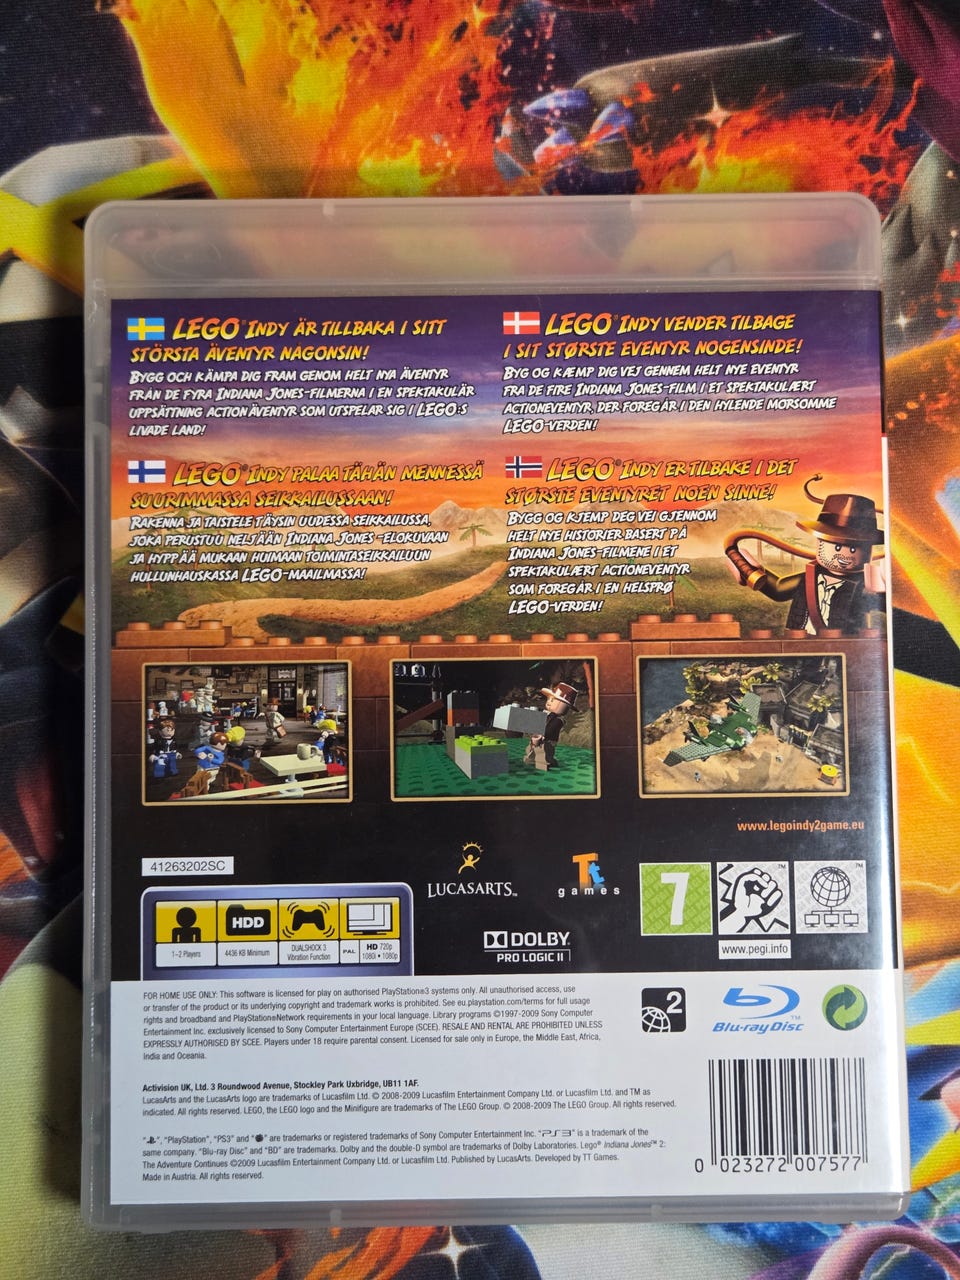 LEGO® INDY ÄR TILLBAKA I SITT
STÖRSTA ÄVENTYR NÅGONSIN!
BYGG OCH KÄMPA DIG FRAM GENOM HELT NYA ÄVENTYR
FRÅN DE FYRA INDIANA JONES-FILMERNA I EN SPEKTAKULÄR
UPPSÄTTNING ACTIONÄVENTYR SOM UTSPELAR SIG I LEGO:S
LIVADE LAND!
LEGO® INDY VENDER TILBAGE
I SIT STØRSTE EVENTYR NOGENSINDE!
BYG OG KÆMP DIG VEJ GENNEM HELT NYE EVENTYR
FRA DE FIRE INDIANA JONES-FILM I ET SPEKTAKULÆRT
ACTIONEVENTYR, DER FOREGÅR I DEN HYLENDE MORSOMME
LEGO-VERDEN!
LEGO® INDY PALAA TÄHÄN MENNESSÄ
SUURIMMASSA SEIKKAILUSSAAN!
RAKENNA JA TAISTELE TÄYSIN UUDESSA SEIKKAILUSSA,
JOKA PERUSTUU NELJÄÄN INDIANA JONES -ELOKUVAAN
JA HYPPÄÄ MUKAAN HUIMAAN TOIMINTASEIKKAILUUN
HULLUNHAUSKASSA LEGO-MAAILMASSA!
LEGO® INDY ER TILBAKE I DET
STØRSTE EVENTYRET NOEN SINNE!
BYGG OG KJEMP DEG VEI GJENNOM
HELT NYE HISTORIER BASERT PÅ
INDIANA JONES-FILMENE I ET
SPEKTAKULÆRT ACTIONEVENTYR
SOM FOREGÅR I EN HELSPRØ
LEGO-VERDEN!
www.legoindy2game.eu
41263202SC
LUCASARTS™
Tt
games
7
www.pegi.info
1-2 Players
HDD
4436 KB Minimum
DUALSHOCK 3
Vibration Function
PAL
HD 720p
1080i • 1080p
DOLBY®
PRO LOGIC II
FOR HOME USE ONLY: This software is licensed for play on authorised PlayStation®3 systems only. All unauthorised access, use
or transfer of the product or its underlying copyright and trademark works is prohibited. See eu.playstation.com/terms for full usage
rights and broadband and PlayStation®Network requirements in your local language. Library programs ©1997-2009 Sony Computer
Entertainment Inc. exclusively licensed to Sony Computer Entertainment Europe (SCEE). RESALE AND RENTAL ARE PROHIBITED UNLESS
EXPRESSLY AUTHORISED BY SCEE. Players under 18 require parental consent. Licensed for sale only in Europe, the Middle East, Africa,
India and Oceania.
2
Blu-ray Disc™
Activision UK, Ltd. 3 Roundwood Avenue, Stockley Park Uxbridge, UB11 1AF.
LucasArts and the LucasArts logo are trademarks of Lucasfilm Ltd. © 2008-2009 Lucasfilm Entertainment Company Ltd. or Lucasfilm Ltd. and TM as
indicated. All rights reserved. LEGO, the LEGO logo and the Minifigure are trademarks of The LEGO Group. © 2008-2009 The LEGO Group. All rights reserved.
" ", "PlayStation", "PS3" and " " are trademarks or registered trademarks of Sony Computer Entertainment Inc. "PS3" is a trademark of the
same company. "Blu-ray Disc" and "BD" are trademarks. Dolby and the double-D symbol are trademarks of Dolby Laboratories. Lego® Indiana Jones™ 2:
The Adventure Continues ©2009 Lucasfilm Entertainment Company Ltd. or Lucasfilm Ltd. Published by LucasArts. Developed by TT Games.
Made in Austria. All rights reserved.
0 023272 007577